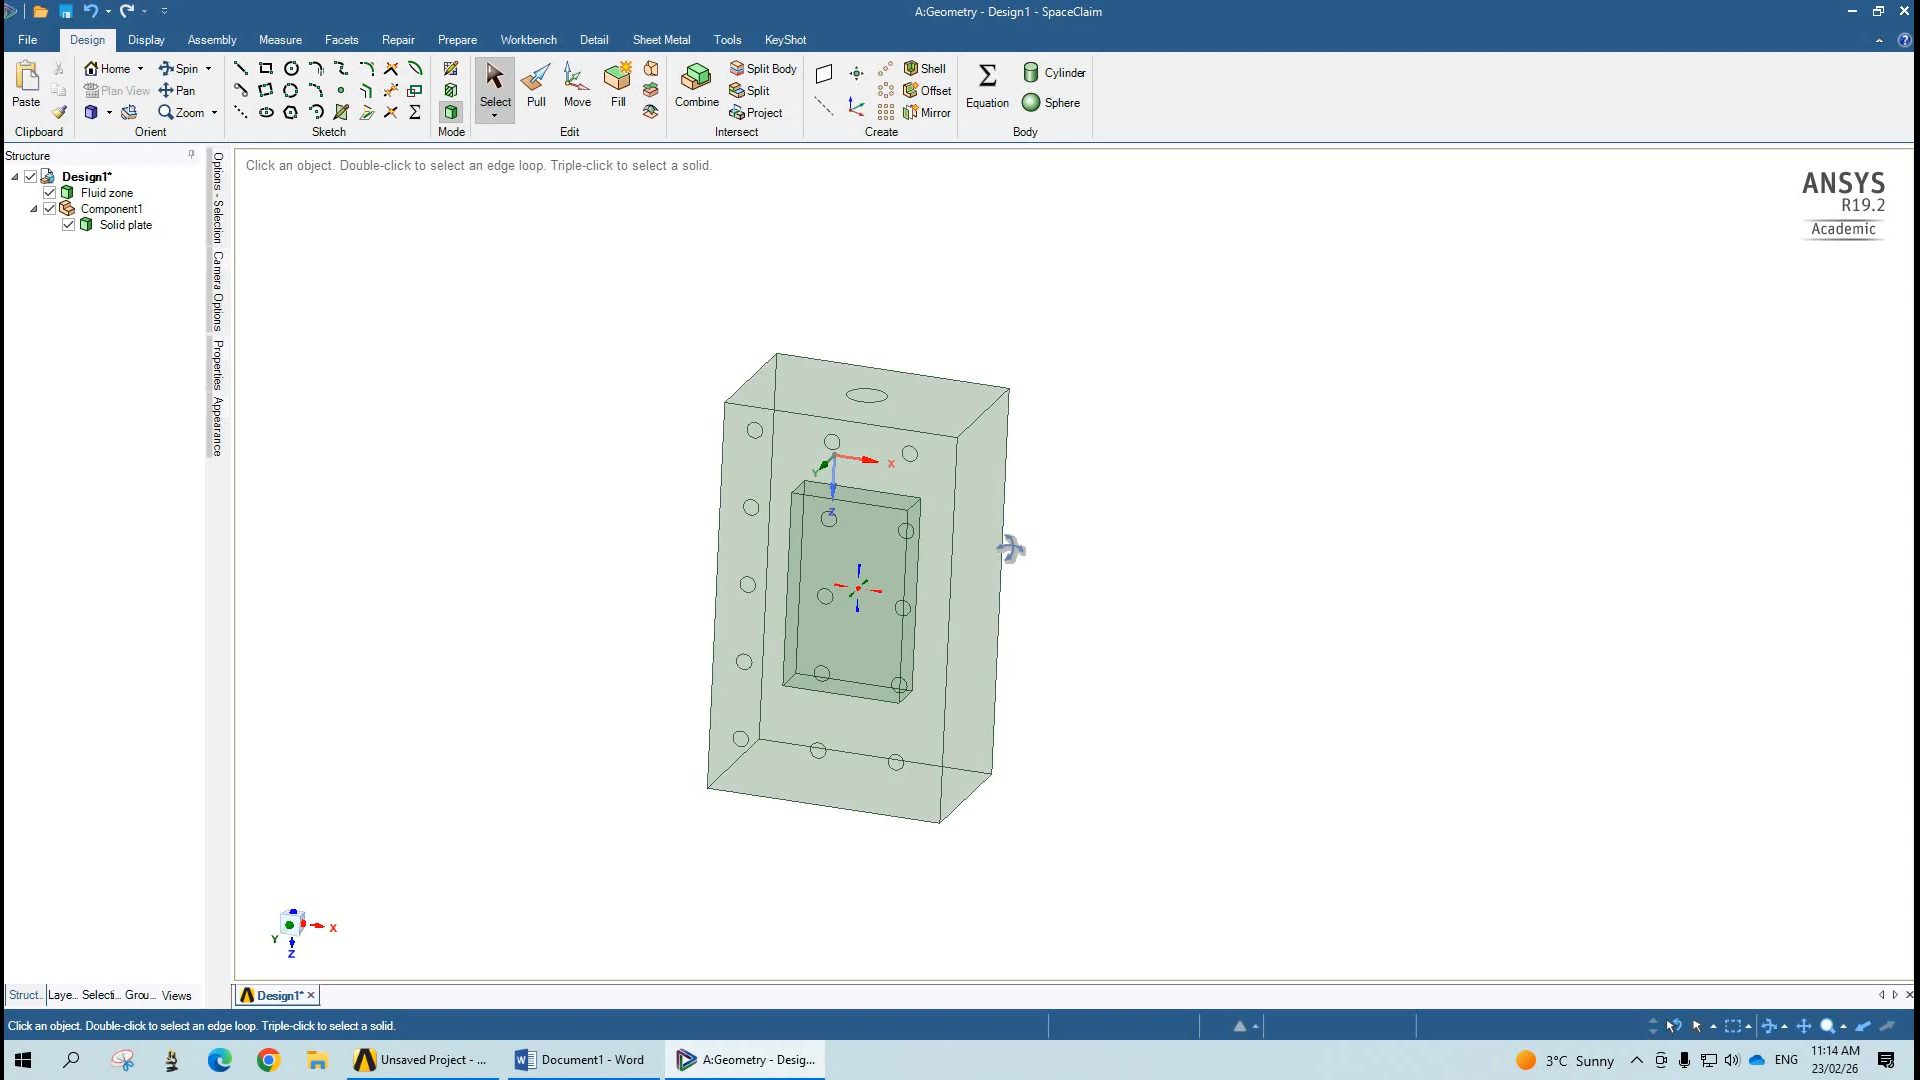 A:Geometry - Design1 - SpaceClaim
File Design Display Assembly Measure Facets Repair Prepare Workbench Detail Sheet Metal Tools KeyShot
Paste
Clipboard
Home Spin
Plan View Pan
Zoom
Orient
Sketch
Mode
Select Pull Move Fill
Edit
Combine
Split Body
Split
Project
Intersect
Shell
Offset
Mirror
Create
Equation
Cylinder
Sphere
Body
Structure
Design1*
Fluid zone
Component1
Solid plate
Options - Selection
Camera Options
Properties
Appearance
Click an object. Double-click to select an edge loop. Triple-click to select a solid.
ANSYS
R19.2
Academic
X
Y
Z
X
Y
Z
Struct... Laye... Selecti... Grou... Views
Design1*
Click an object. Double-click to select an edge loop. Triple-click to select a solid.
Unsaved Project - ...
Document1 - Word
A:Geometry - Desig...
3°C Sunny
ENG
11:14 AM
23/02/26